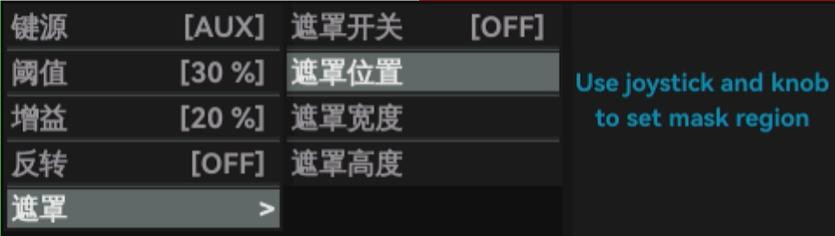 键源 [AUX]
阈值 [30 %]
增益 [20 %]
反转 [OFF]
遮罩 >
遮罩开关 [OFF]
遮罩位置
遮罩宽度
遮罩高度
Use joystick and knob
to set mask region